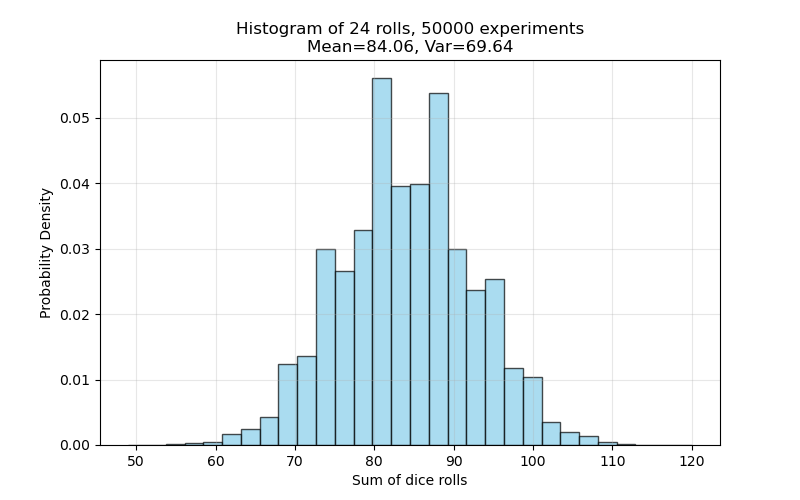 Histogram of 24 rolls, 50000 experiments
Mean=84.06, Var=69.64
Probability Density
0.05
0.04
0.03
0.02
0.01
0.00
50 60 70 80 90 100 110 120
Sum of dice rolls